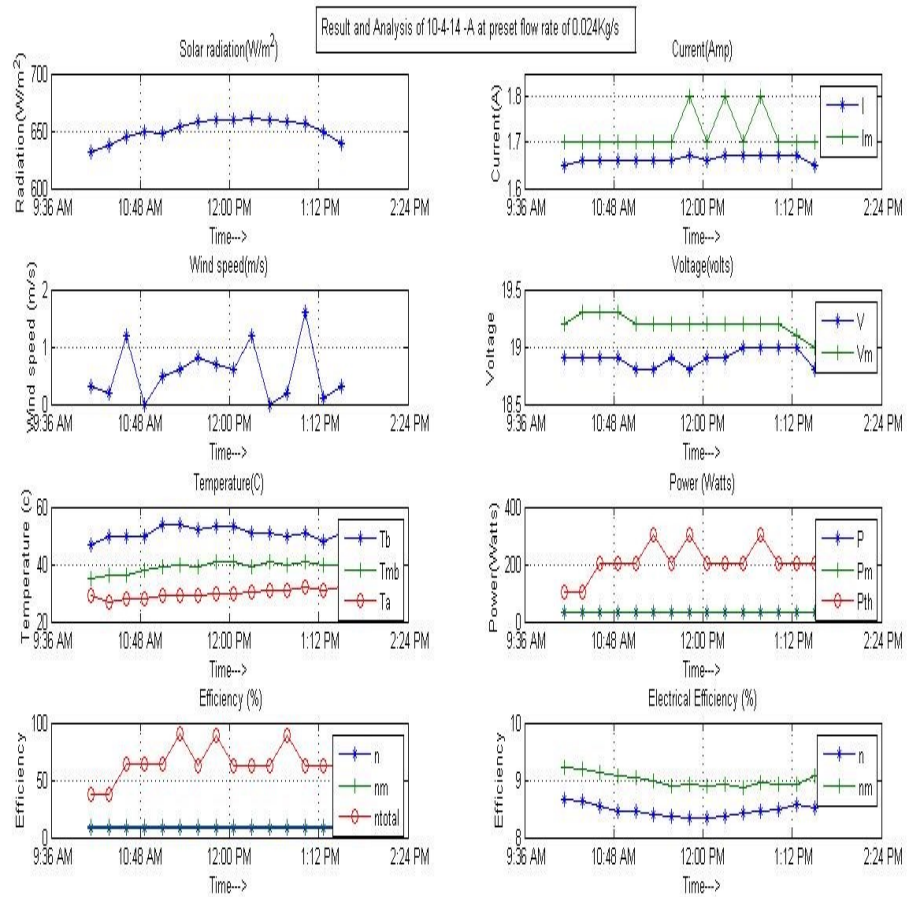 Result and Analysis of 10-4-14 -A at preset flow rate of 0.024Kg/s
Solar radiation(W/m²)
Radiation(W/m²)
700
650
600
9:36 AM 10:48 AM 12:00 PM 1:12 PM 2:24 PM
Time--->
Current(Amp)
Current(A)
1.8
1.7
1.6
I
Im
9:36 AM 10:48 AM 12:00 PM 1:12 PM 2:24 PM
Time--->
Wind speed(m/s)
Wind speed (m/s)
2
1
0
9:36 AM 10:48 AM 12:00 PM 1:12 PM 2:24 PM
Time--->
Voltage(volts)
Voltage
19.5
19
18.5
V
Vm
9:36 AM 10:48 AM 12:00 PM 1:12 PM 2:24 PM
Time--->
Temperature(C)
Temperature (c)
60
40
20
Tb
Tmb
Ta
9:36 AM 10:48 AM 12:00 PM 1:12 PM 2:24 PM
Time--->
Power (Watts)
Power(Watts)
400
200
0
P
Pm
Pth
9:36 AM 10:48 AM 12:00 PM 1:12 PM 2:24 PM
Time--->
Efficiency (%)
Efficiency
100
50
0
n
nm
ntotal
9:36 AM 10:48 AM 12:00 PM 1:12 PM 2:24 PM
Time--->
Electrical Efficiency (%)
Efficiency
10
9
8
n
nm
9:36 AM 10:48 AM 12:00 PM 1:12 PM 2:24 PM
Time--->